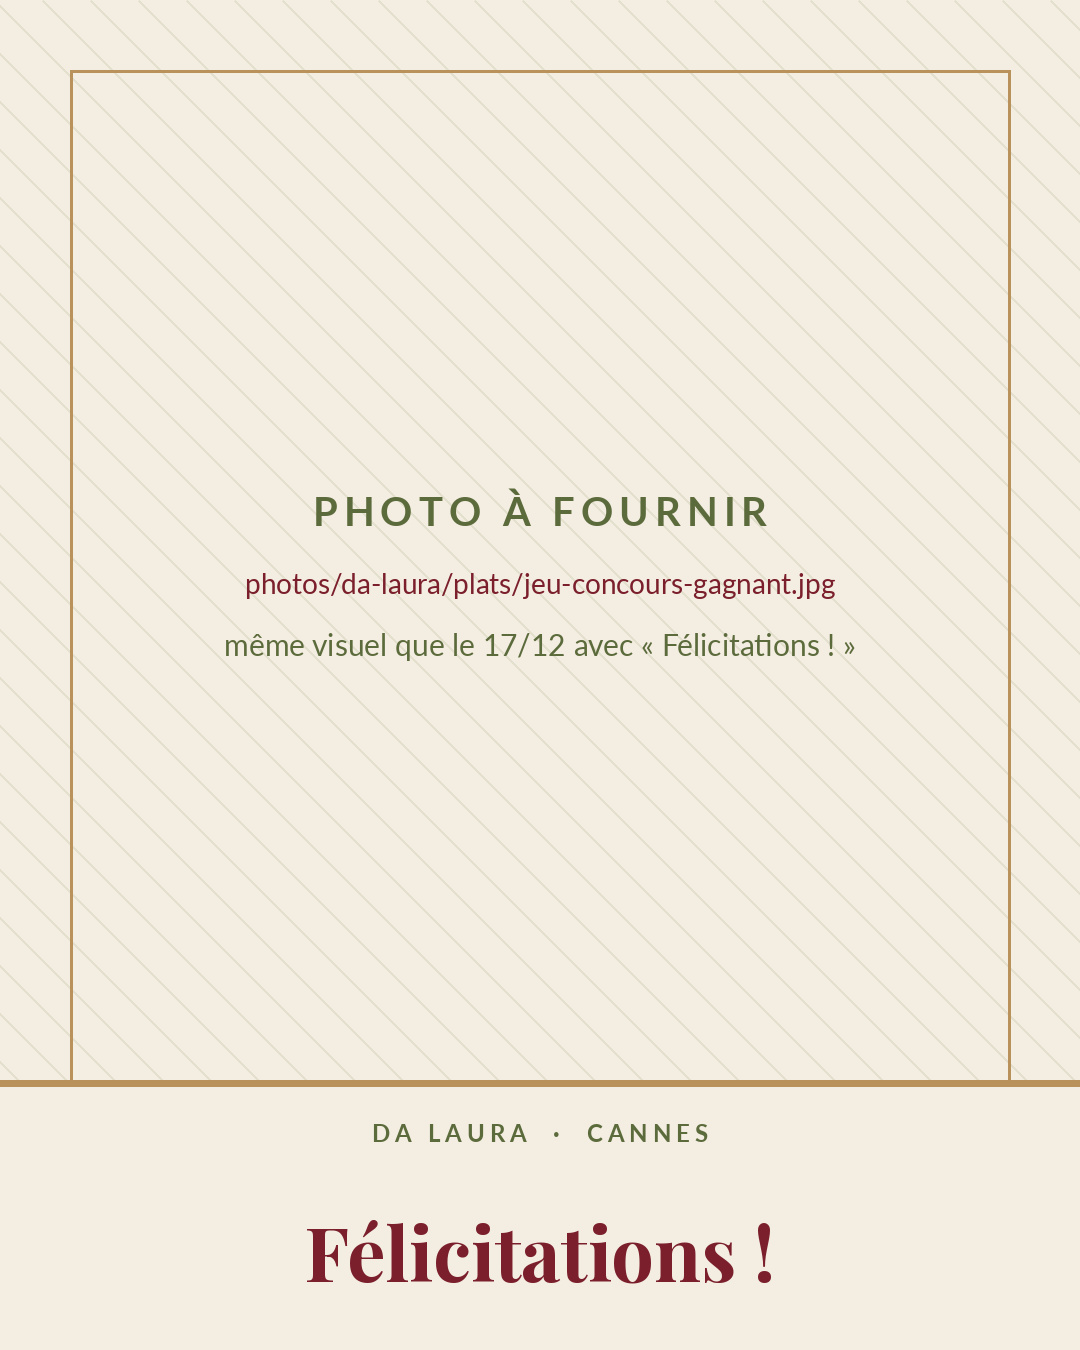 PHOTO À FOURNIR
photos/da-laura/plats/jeu-concours-gagnant.jpg
même visuel que le 17/12 avec « Félicitations ! »
DA LAURA · CANNES
Félicitations !